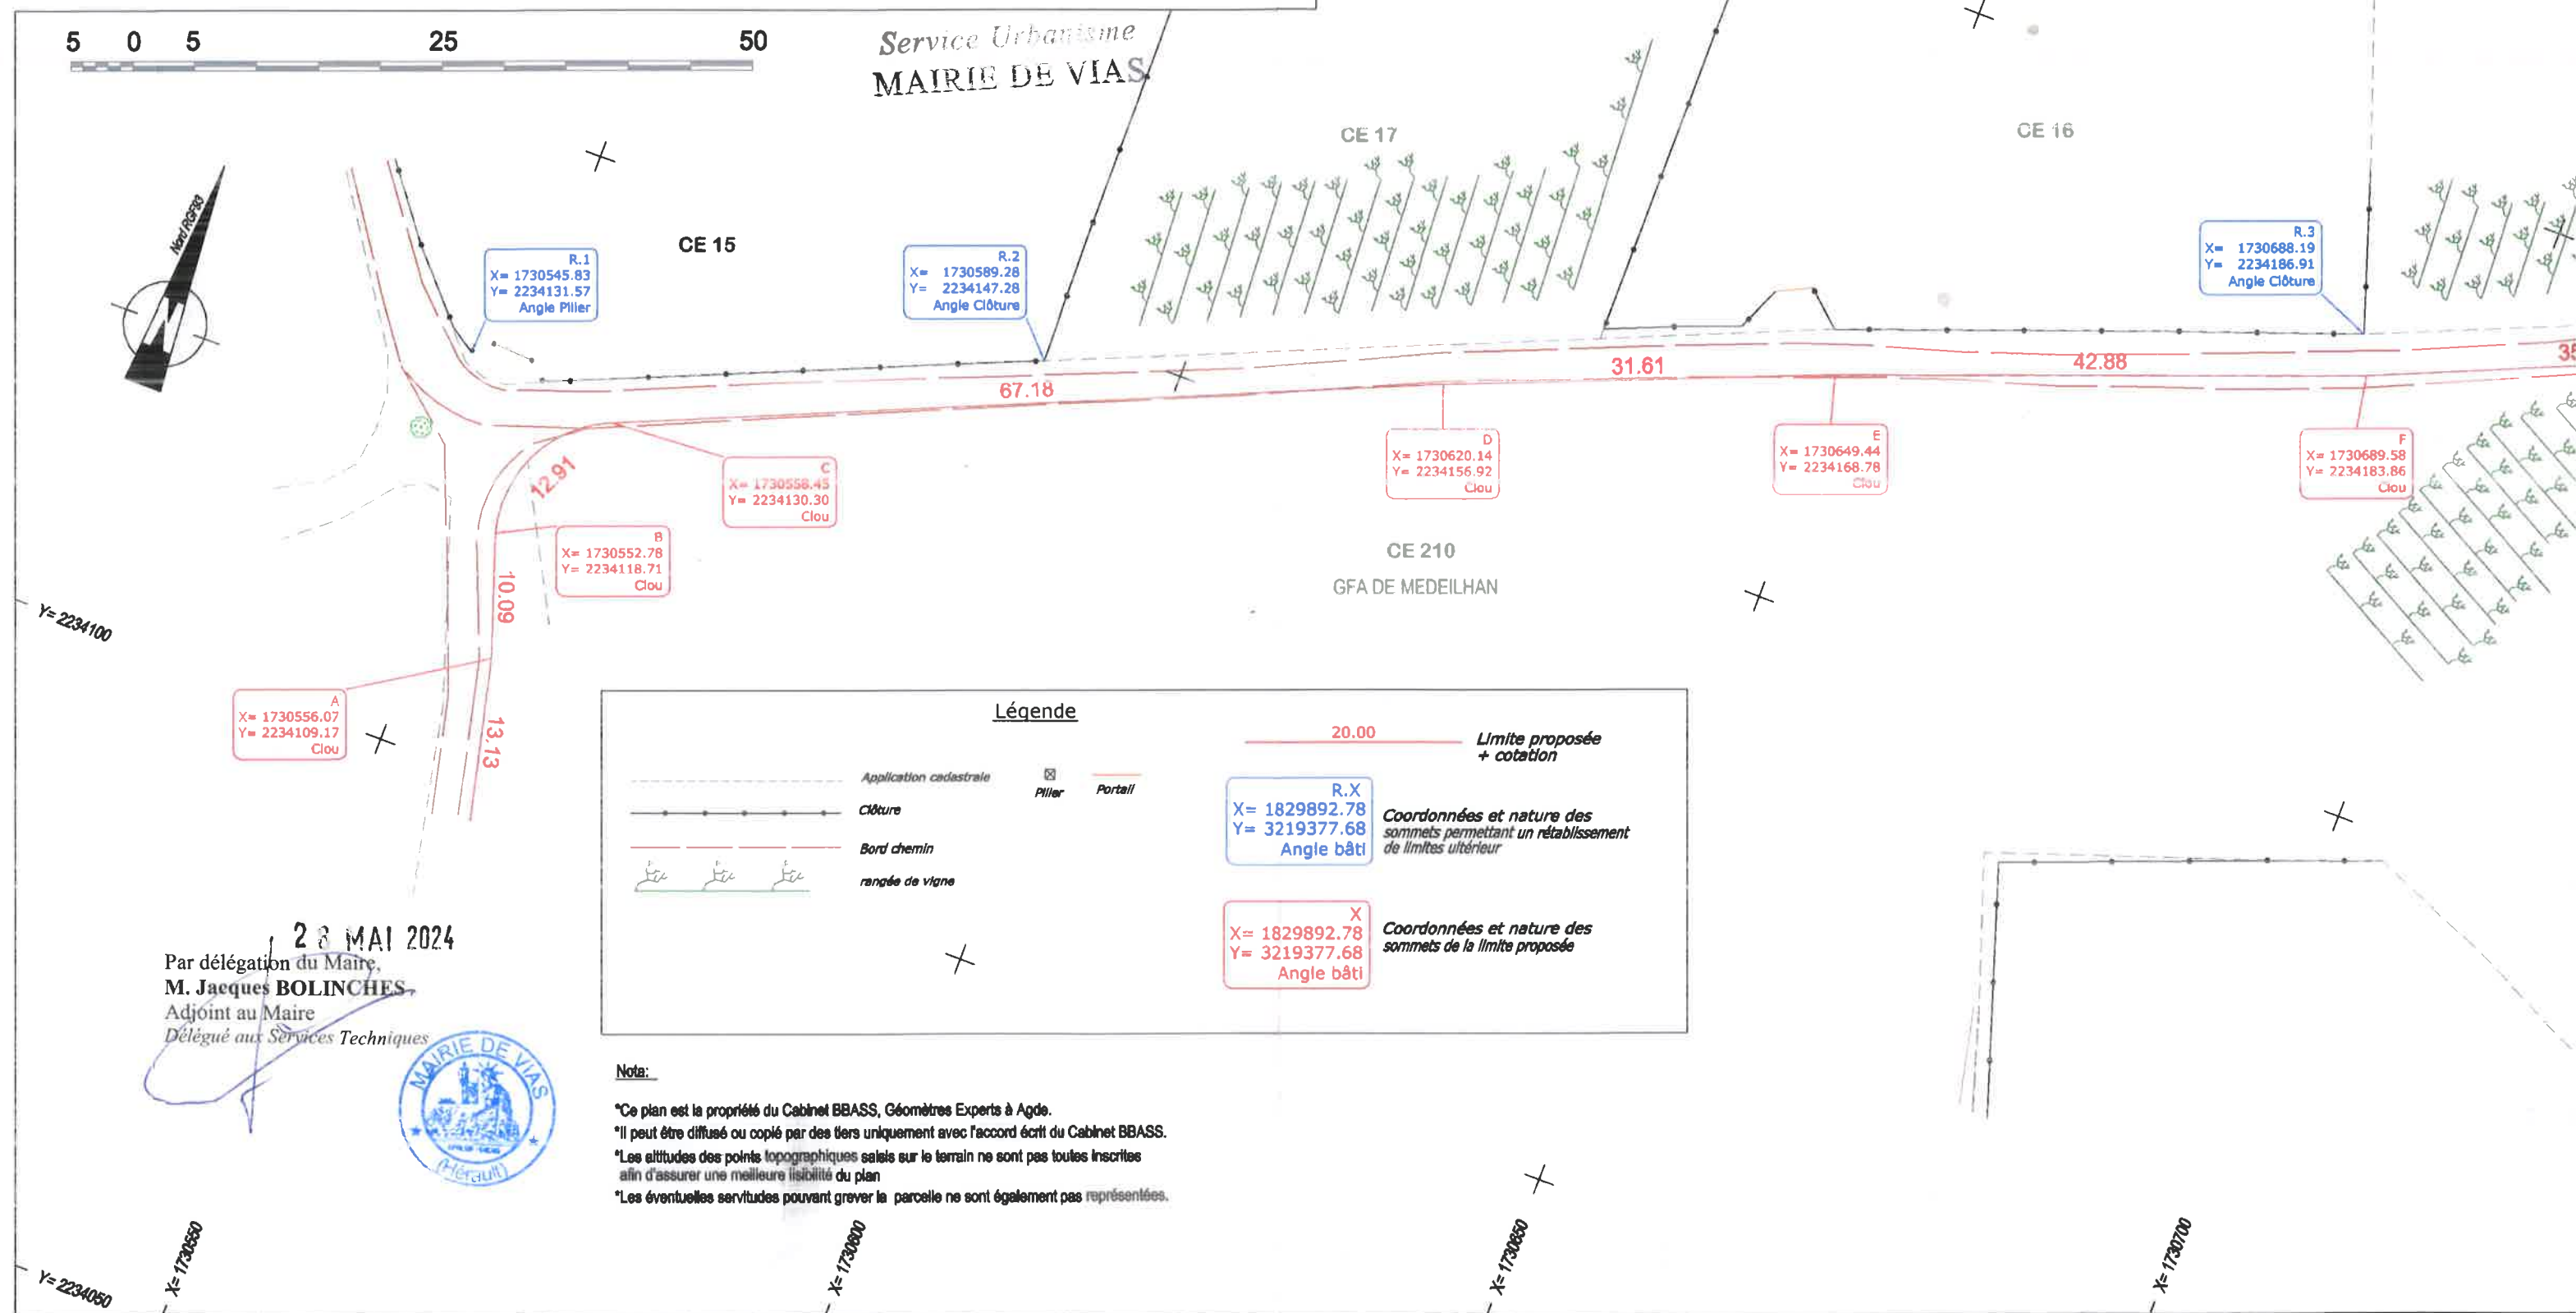 5 0 5 25 50
Service Urbanisme
MAIRIE DE VIAS
CE 17
CE 16
Nord RGF93
CE 15
R.1
X= 1730545.83
Y= 2234131.57
Angle Pilier
R.2
X= 1730589.28
Y= 2234147.28
Angle Clôture
R.3
X= 1730688.19
Y= 2234186.91
Angle Clôture
67.18
31.61
42.88
35
12.91
C
X= 1730558.45
Y= 2234130.30
Clou
D
X= 1730620.14
Y= 2234156.92
Clou
E
X= 1730649.44
Y= 2234168.78
Clou
F
X= 1730689.58
Y= 2234183.86
Clou
B
X= 1730552.78
Y= 2234118.71
Clou
10.09
CE 210
GFA DE MEDEILHAN
Y= 2234100
A
X= 1730556.07
Y= 2234109.17
Clou
13.13
Légende
Application cadastrale
Pilier
Portail
Clôture
Bord chemin
rangée de vigne
20.00
Limite proposée
+ cotation
R.X
X= 1829892.78
Y= 3219377.68
Angle bâti
Coordonnées et nature des
sommets permettant un rétablissement
de limites ultérieur
X
X= 1829892.78
Y= 3219377.68
Angle bâti
Coordonnées et nature des
sommets de la limite proposée
28 MAI 2024
Par délégation du Maire,
M. Jacques BOLINCHES
Adjoint au Maire
Délégué aux Services Techniques
MAIRIE DE VIAS
(Hérault)
Nota:
*Ce plan est la propriété du Cabinet BBASS, Géomètres Experts à Agde.
*Il peut être diffusé ou copié par des tiers uniquement avec l'accord écrit du Cabinet BBASS.
*Les altitudes des points topographiques saisis sur le terrain ne sont pas toutes inscrites
afin d'assurer une meilleure lisibilité du plan
*Les éventuelles servitudes pouvant grever la parcelle ne sont également pas représentées.
Y= 2234050
X= 1730550
X= 1730600
X= 1730650
X= 1730700